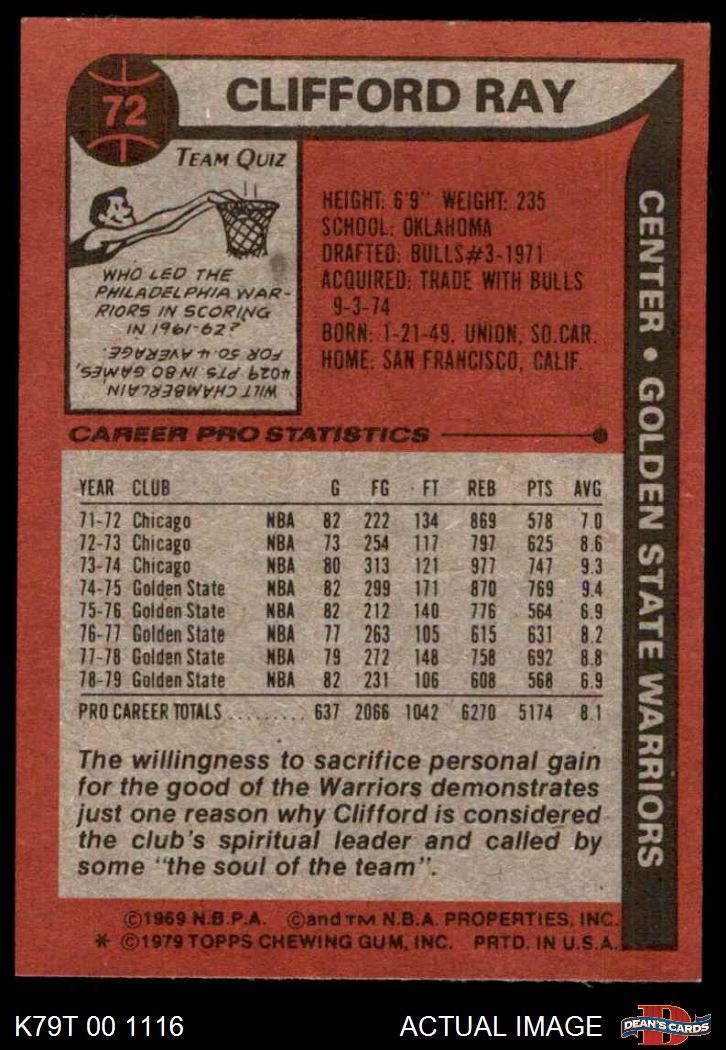 72
CLIFFORD RAY
TEAM QUIZ
WHO LED THE
PHILADELPHIA WAR-
RIORS IN SCORING
IN 1961-62?
WILT CHAMBERLAIN
4029 PTS IN 80 GAMES,
FOR 50.4 AVERAGE.
HEIGHT: 6'9" WEIGHT: 235
SCHOOL: OKLAHOMA
DRAFTED: BULLS#3-1971
ACQUIRED: TRADE WITH BULLS
9-3-74
BORN: 1-21-49, UNION, SO.CAR.
HOME: SAN FRANCISCO, CALIF.
CENTER • GOLDEN STATE WARRIORS
CAREER PRO STATISTICS
YEAR CLUB G FG FT REB PTS AVG
71-72 Chicago NBA 82 222 134 869 578 7.0
72-73 Chicago NBA 73 254 117 797 625 8.6
73-74 Chicago NBA 80 313 121 977 747 9.3
74-75 Golden State NBA 82 299 171 870 769 9.4
75-76 Golden State NBA 82 212 140 776 564 6.9
76-77 Golden State NBA 77 263 105 615 631 8.2
77-78 Golden State NBA 79 272 148 758 692 8.8
78-79 Golden State NBA 82 231 106 608 568 6.9
PRO CAREER TOTALS ......... 637 2066 1042 6270 5174 8.1
The willingness to sacrifice personal gain
for the good of the Warriors demonstrates
just one reason why Clifford is considered
the club's spiritual leader and called by
some "the soul of the team".
©1969 N.B.P.A. ©and TM N.B.A. PROPERTIES, INC.
* ©1979 TOPPS CHEWING GUM, INC. PRTD. IN U.S.A.
K79T 00 1116
ACTUAL IMAGE
D
DEAN'S CARDS